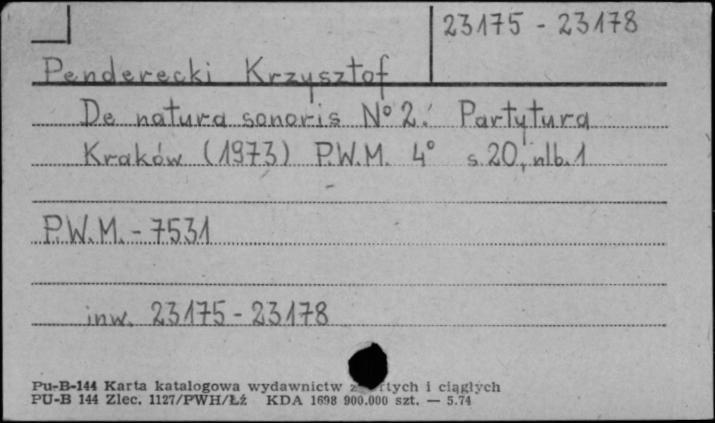 23175 - 23178
Penderecki Krzysztof
De natura sonoris Nº 2. Partytura
Kraków (1973) P.W.M. 4° s. 20, nlb. 1
P.W.M. - 7531
inw. 23175 - 23178
Pu-B-144 Karta katalogowa wydawnictw i ciągłych
PU-B 144 Zlec. 1127/PWH/Łź KDA 1698 900.000 szt. — 5.74